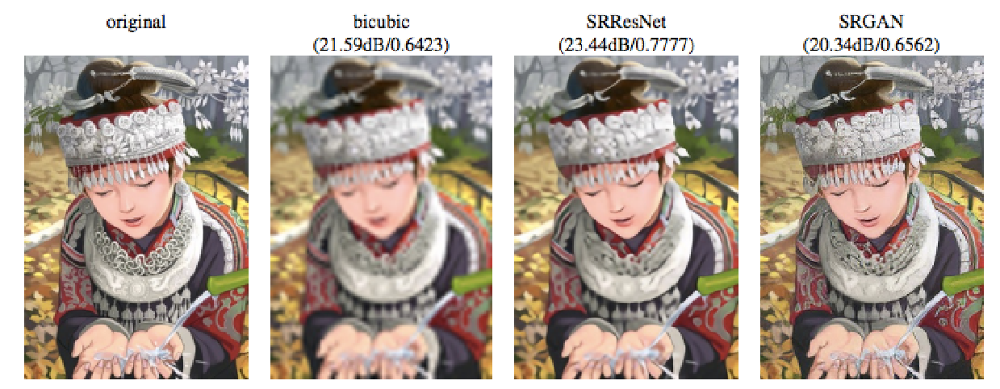 original
bicubic
(21.59dB/0.6423)
SRResNet
(23.44dB/0.7777)
SRGAN
(20.34dB/0.6562)